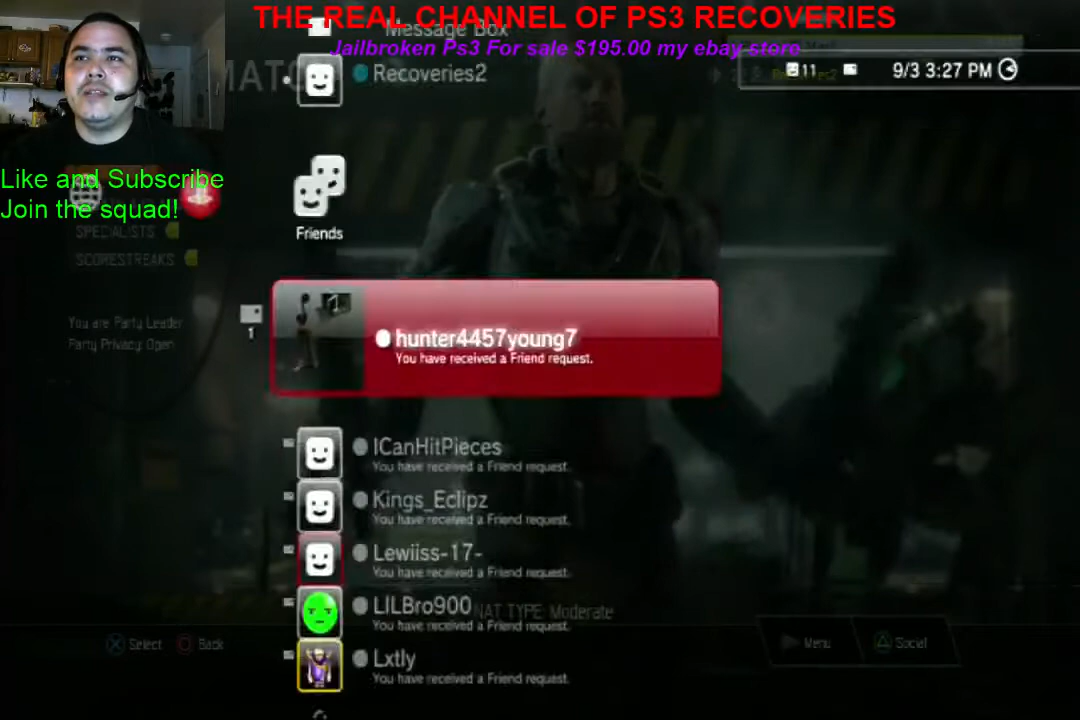 THE REAL CHANNEL OF PS3 RECOVERIES
Message Box
Jailbroken Ps3 For sale $195.00 my ebay store
Recoveries2
11
9/3 3:27 PM
Like and Subscribe
Join the squad!
SPECIALISTS
SCORESTREAKS
Friends
You are Party Leader
Party Privacy: Open
1
hunter4457young7
You have received a Friend request.
ICanHitPieces
You have received a Friend request.
Kings_Eclipz
You have received a Friend request.
Lewiiss-17-
You have received a Friend request.
LILBro900
NAT TYPE: Moderate
You have received a Friend request.
Select
Back
Menu
Social
Lxtly
You have received a Friend request.